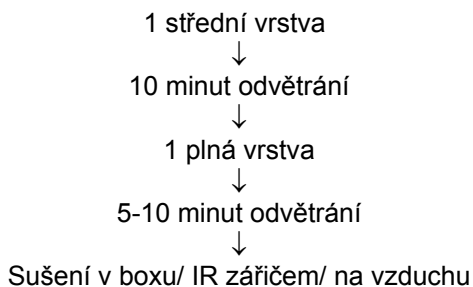 1 střední vrstva
↓
10 minut odvětrání
↓
1 plná vrstva
↓
5-10 minut odvětrání
↓
Sušení v boxu/ IR zářičem/ na vzduchu